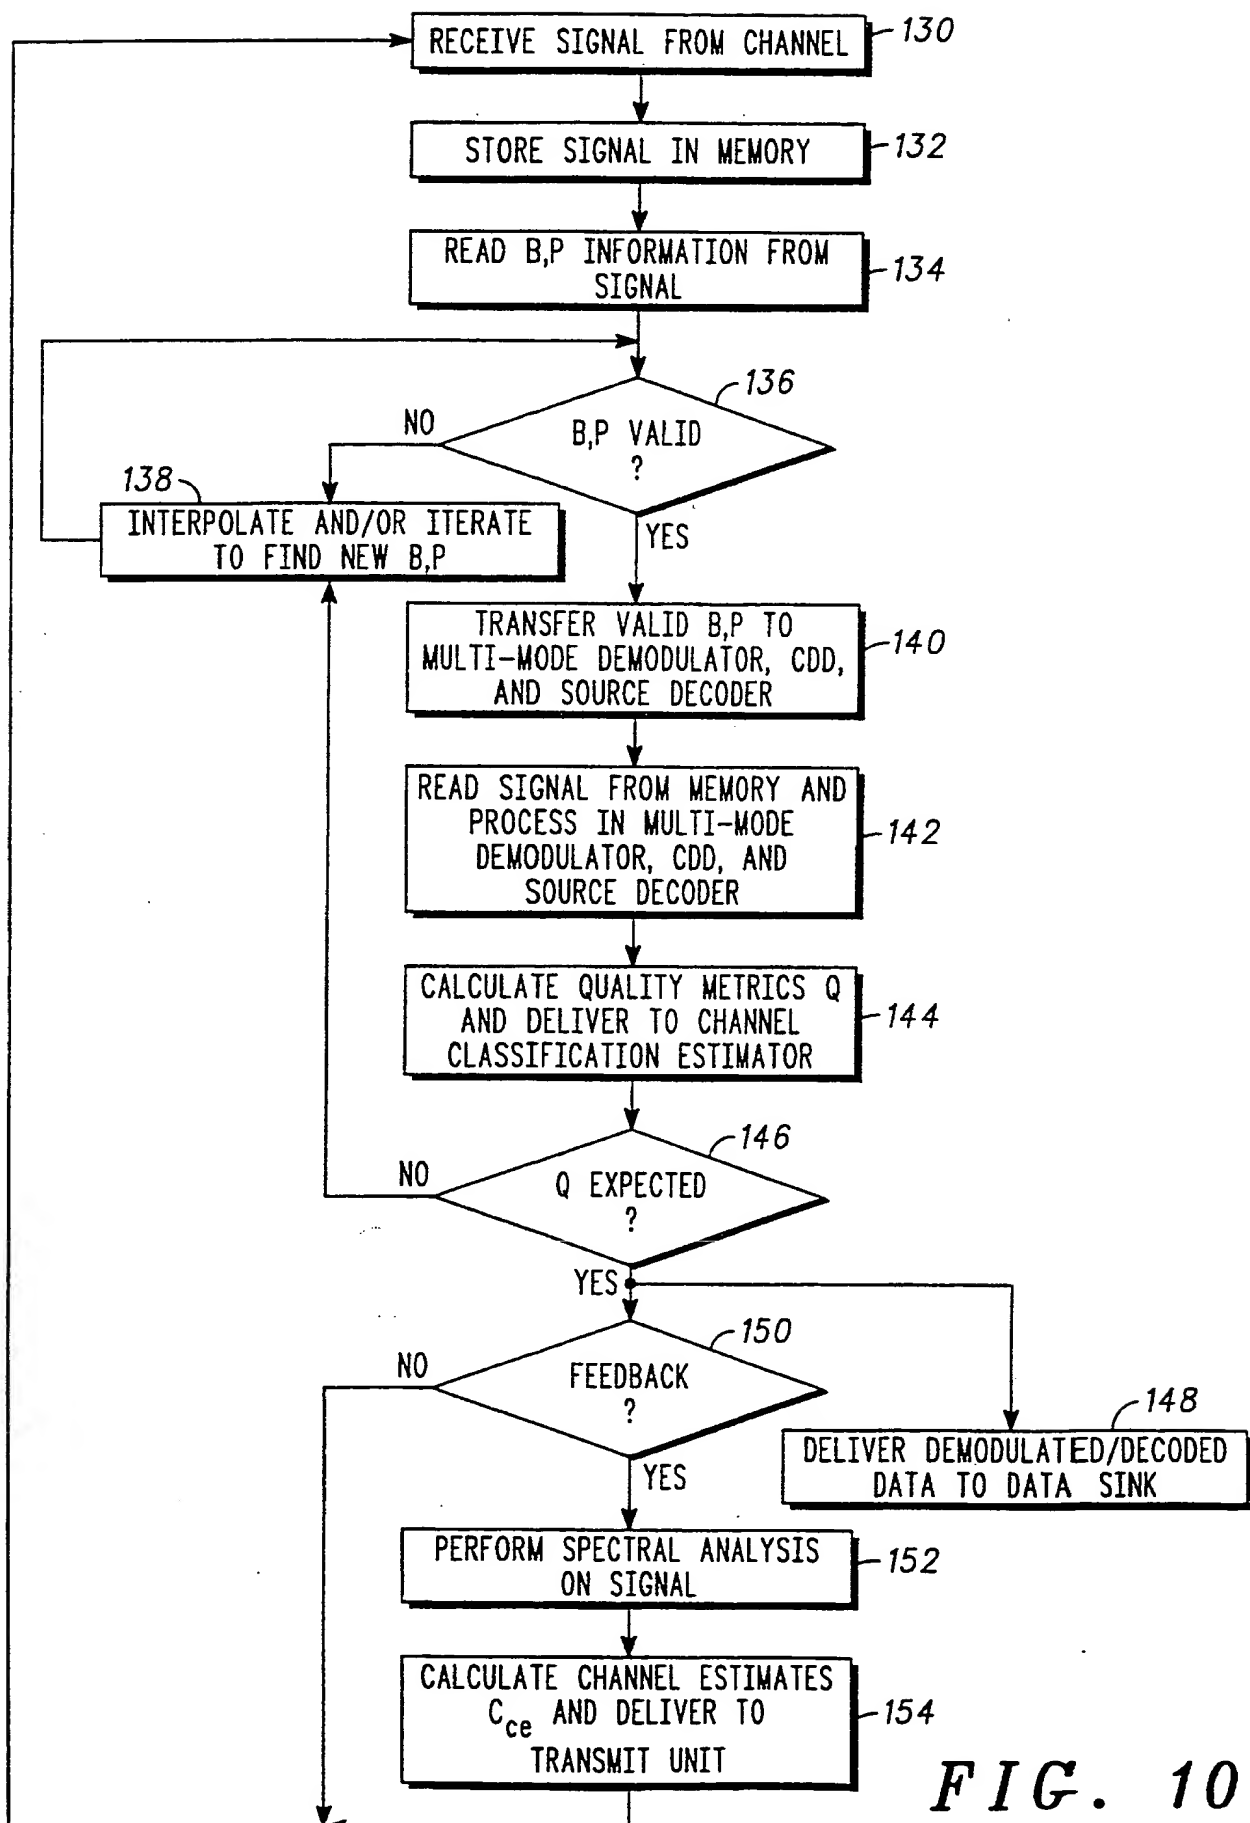 RECEIVE SIGNAL FROM CHANNEL
130
STORE SIGNAL IN MEMORY
132
READ B,P INFORMATION FROM
SIGNAL
134
136
NO
B,P VALID
?
138
INTERPOLATE AND/OR ITERATE
TO FIND NEW B,P
YES
TRANSFER VALID B,P TO
MULTI-MODE DEMODULATOR, CDD,
AND SOURCE DECODER
140
READ SIGNAL FROM MEMORY AND
PROCESS IN MULTI-MODE
DEMODULATOR, CDD, AND
SOURCE DECODER
142
CALCULATE QUALITY METRICS Q
AND DELIVER TO CHANNEL
CLASSIFICATION ESTIMATOR
144
146
NO
Q EXPECTED
?
YES
150
NO
FEEDBACK
?
148
DELIVER DEMODULATED/DECODED
DATA TO DATA SINK
YES
PERFORM SPECTRAL ANALYSIS
ON SIGNAL
152
CALCULATE CHANNEL ESTIMATES
Cce AND DELIVER TO
TRANSMIT UNIT
154
FIG. 10